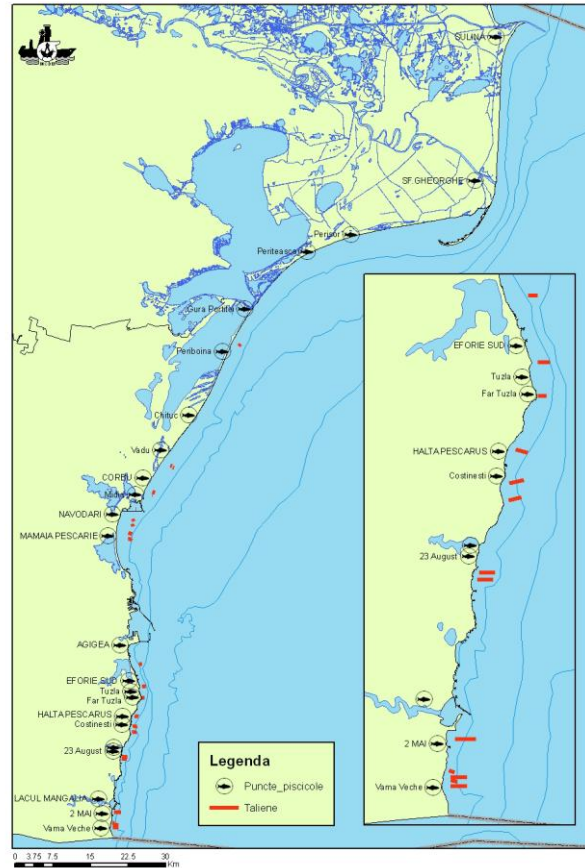 SULINA
SF.GHEORGHE
Perisor
Periteasca
Gura Portitei
Periboina
Chituc
Vadu
CORBU
Midia
NAVODARI
MAMAIA PESCARIE
AGIGEA
EFORIE SUD
Tuzla
Far Tuzla
HALTA PESCARUS
Costinesti
23 August
LACUL MANGALIA
2 MAI
Vama Veche
EFORIE SUD
Tuzla
Far Tuzla
HALTA PESCARUS
Costinesti
23 August
2 MAI
Vama Veche
Legenda
Puncte_piscicole
Taliene
0 3.75 7.5 15 22.5 30
Km